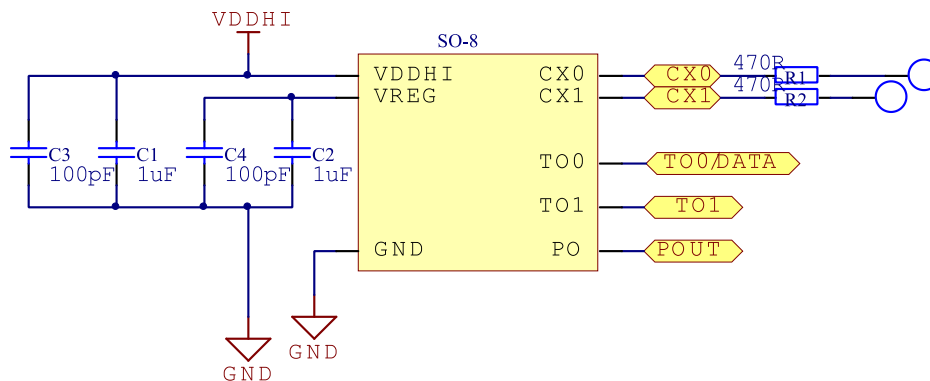 VDDHI
SO-8
VDDHI
CX0
CX0
470R
R1
VREG
CX1
CX1
470R
R2
C3
100pF
C1
1uF
C4
100pF
C2
1uF
TO0
TO0/DATA
TO1
TO1
GND
PO
POUT
GND
GND